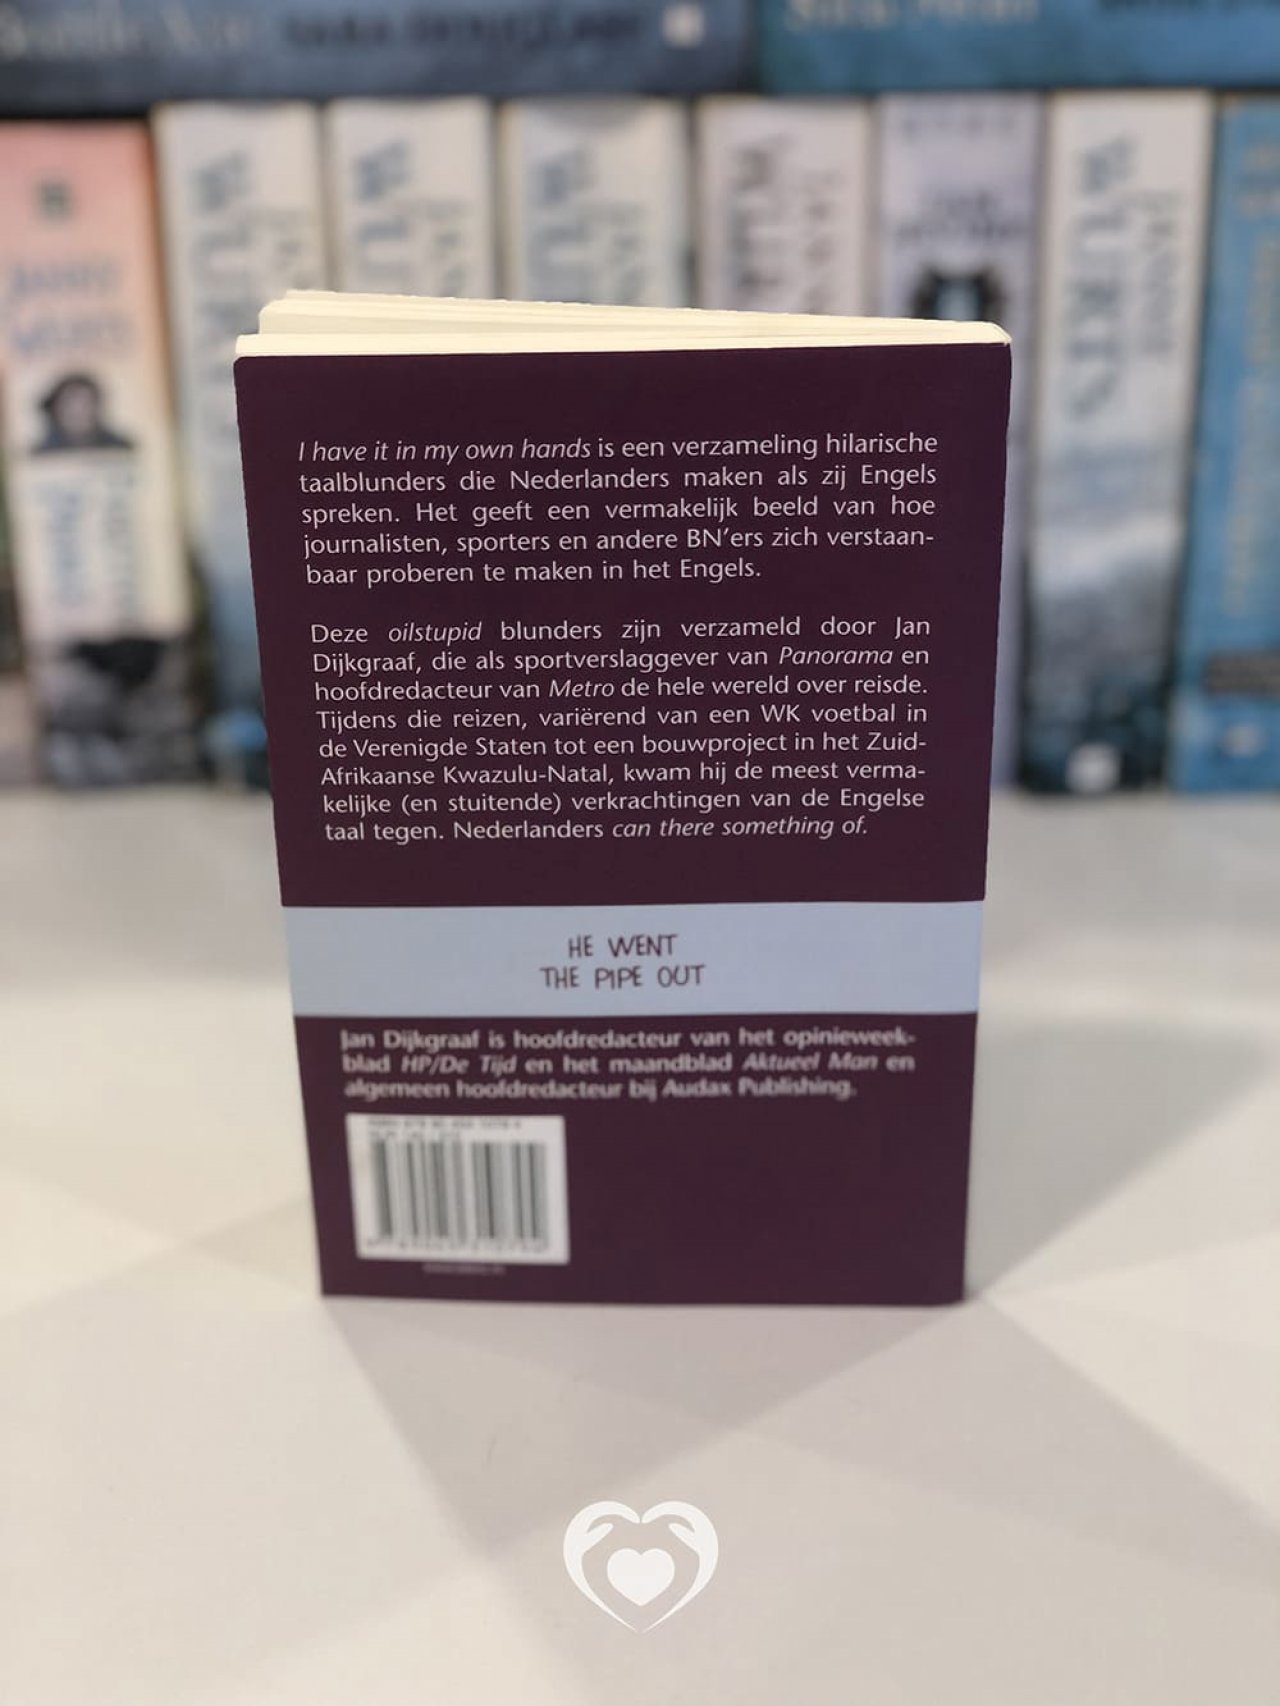 I have it in my own hands is een verzameling hilarische
taalblunders die Nederlanders maken als zij Engels
spreken. Het geeft een vermakelijk beeld van hoe
journalisten, sporters en andere BN'ers zich verstaan-
baar proberen te maken in het Engels.
Deze oilstupid blunders zijn verzameld door Jan
Dijkgraaf, die als sportverslaggever van Panorama en
hoofdredacteur van Metro de hele wereld over reisde.
Tijdens die reizen, variërend van een WK voetbal in
de Verenigde Staten tot een bouwproject in het Zuid-
Afrikaanse Kwazulu-Natal, kwam hij de meest verma-
kelijke (en stuitende) verkrachtingen van de Engelse
taal tegen. Nederlanders can there something of.
HE WENT
THE PIPE OUT
Jan Dijkgraaf is hoofdredacteur van het opinieweek-
blad HP/De Tijd en het maandblad Aktueel Man en
algemeen hoofdredacteur bij Audax Publishing.